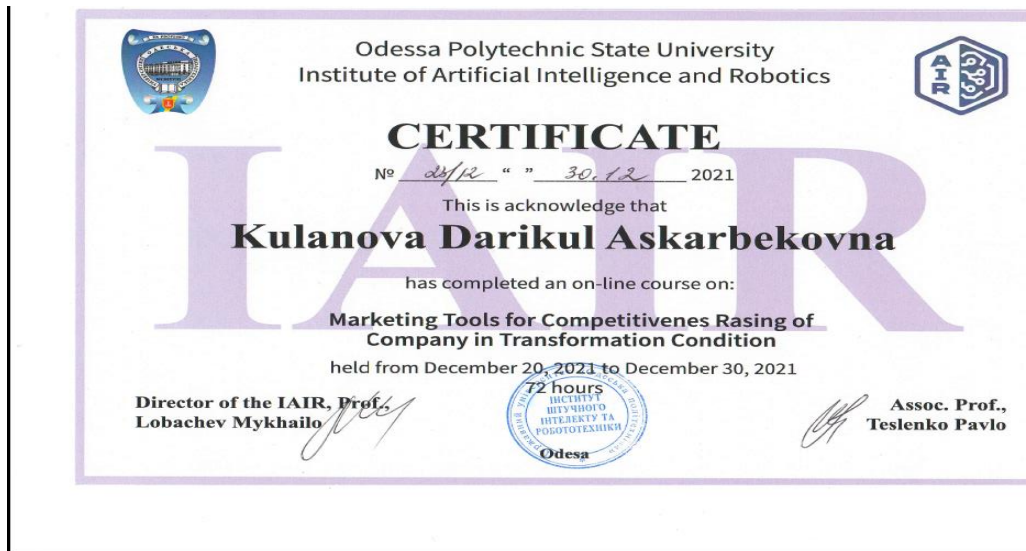 Odessa Polytechnic State University
Institute of Artificial Intelligence and Robotics
AIR
CERTIFICATE
№ 23/12 “ ” 30.12 2021
This is acknowledge that
Kulanova Darikul Askarbekovna
has completed an on-line course on:
Marketing Tools for Competitivenes Rasing of
Company in Transformation Condition
held from December 20, 2021 to December 30, 2021
72 hours
Director of the IAIR, Prof.,
Lobachev Mykhailo
ІНСТИТУТ
ШТУЧНОГО
ІНТЕЛЕКТУ ТА
РОБОТОТЕХНІКИ
Odesa
Assoc. Prof.,
Teslenko Pavlo
IAIR